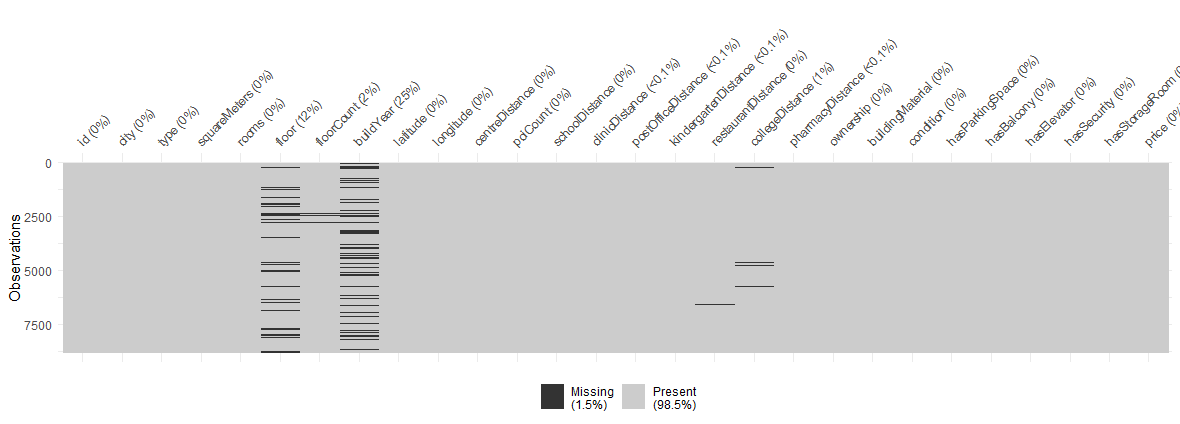 id (0%)
city (0%)
type (0%)
squareMeters (0%)
rooms (0%)
floor (12%)
floorCount (2%)
buildYear (25%)
latitude (0%)
longitude (0%)
centreDistance (0%)
poiCount (0%)
schoolDistance (0%)
clinicDistance (<0.1%)
postOfficeDistance (<0.1%)
kindergartenDistance (<0.1%)
restaurantDistance (0%)
collegeDistance (1%)
pharmacyDistance (<0.1%)
ownership (0%)
buildingMaterial (0%)
condition (0%)
hasParkingSpace (0%)
hasBalcony (0%)
hasElevator (0%)
hasSecurity (0%)
hasStorageRoom (0
price (0%
0
2500
5000
7500
Observations
Missing
(1.5%)
Present
(98.5%)